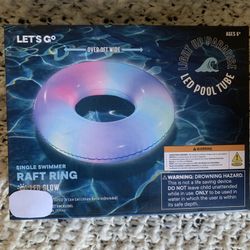 LET'S GO
AGES 6+
OVER 3FT WIDE
LIGHT UP PARADISE
LED POOL TUBE
SINGLE SWIMMER
RAFT RING
GLOW
WARNING
WARNING: DROWNING HAZARD!
This is not a life saving device.
DO NOT leave child unattended
while in use. ONLY to be used in
water in which the user is within
its safe depth.